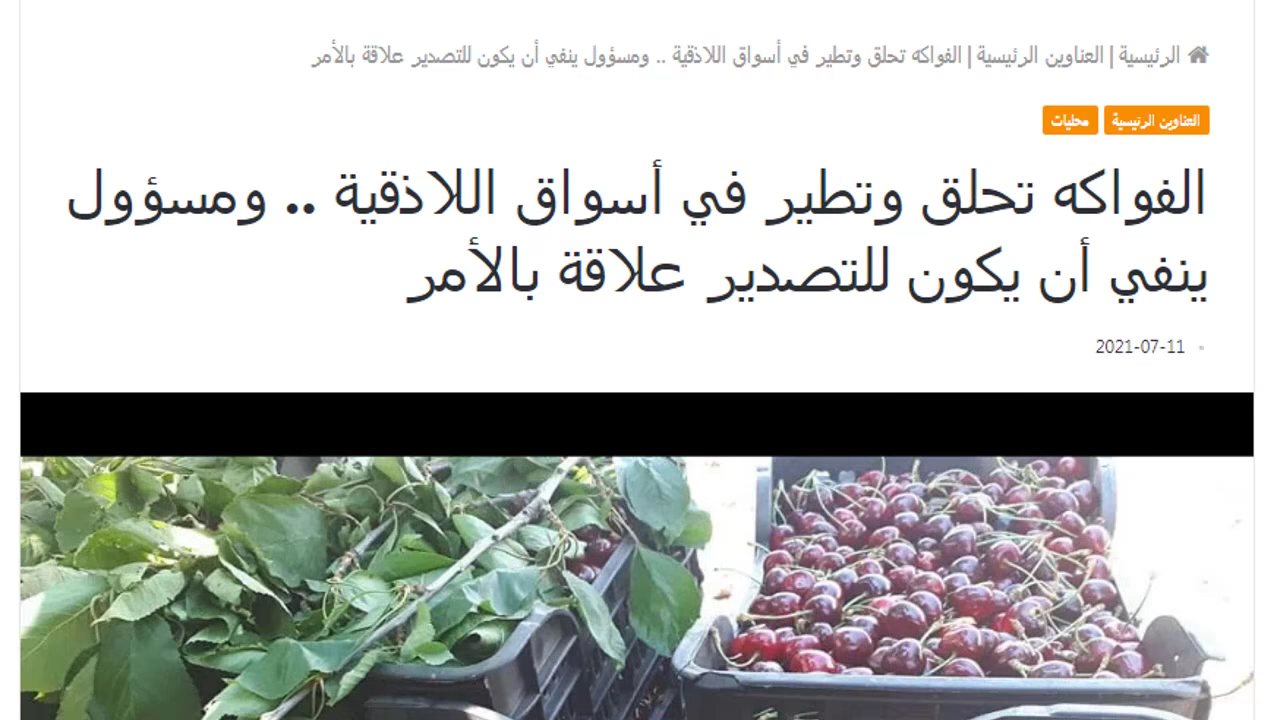 الرئيسية | العناوين الرئيسية | الفواكه تحلق وتطير في أسواق اللاذقية .. ومسؤول ينفي أن يكون للتصدير علاقة بالأمر
العناوين الرئيسية محليات
الفواكه تحلق وتطير في أسواق اللاذقية .. ومسؤول
ينفي أن يكون للتصدير علاقة بالأمر
2021-07-11